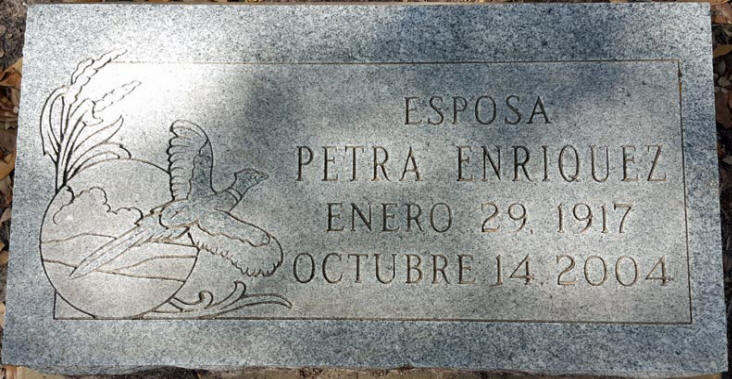 ESPOSA
PETRA ENRIQUEZ
ENERO 29, 1917
OCTUBRE 14, 2004